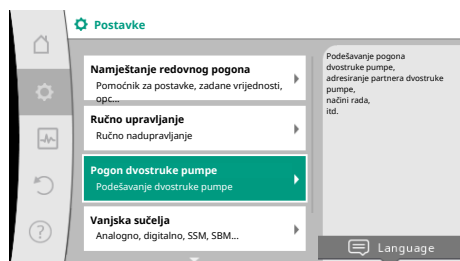 Postavke
Namještanje redovnog pogona
Pomoćnik za postavke, zadane vrijednosti,
opc...
Ručno upravljanje
Ručno nadupravljanje
Pogon dvostruke pumpe
Podešavanje dvostruke pumpe
Vanjska sučelja
Analogno, digitalno, SSM, SBM...
Podešavanje pogona
dvostruke pumpe,
adresiranje partnera dvostruke
pumpe,
načini rada,
itd.
Language